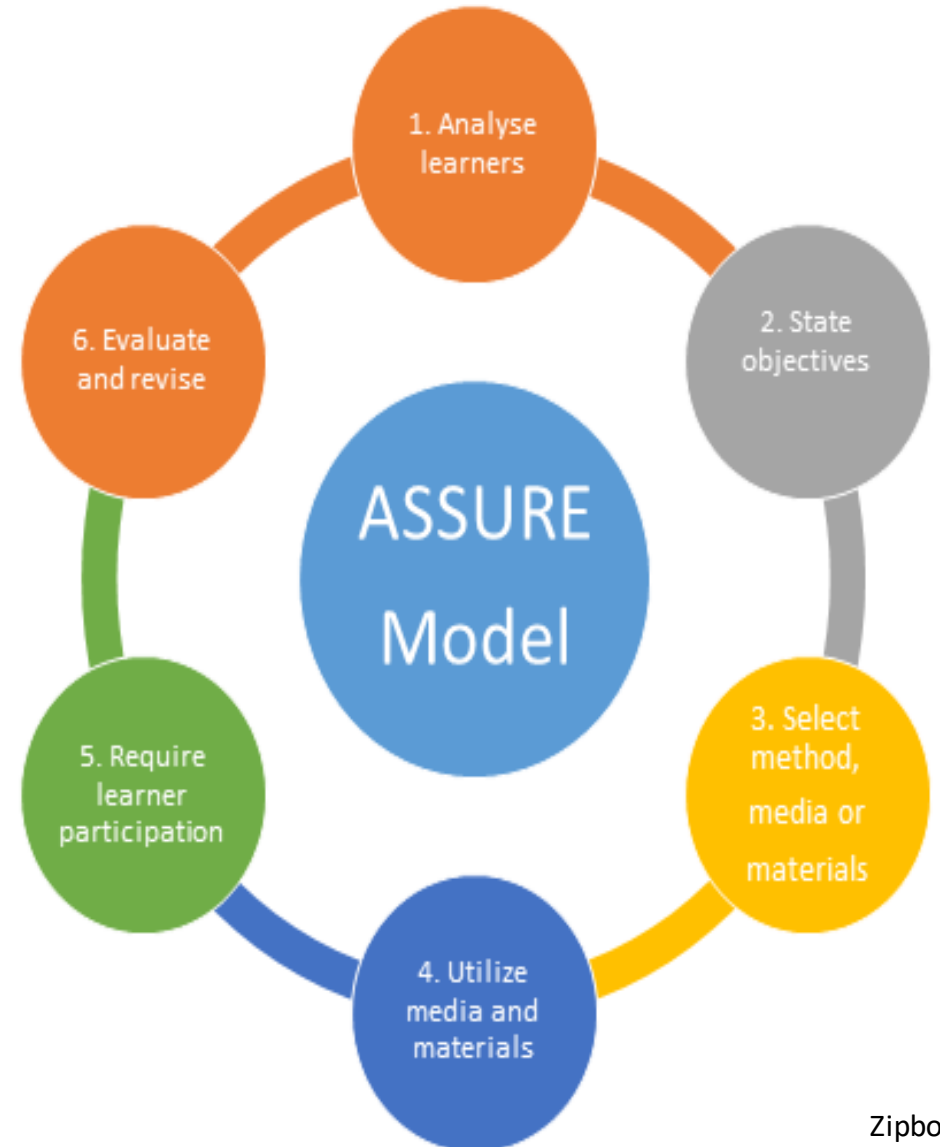 1. Analyse
learners
2. State
objectives
3. Select
method,
media or
materials
4. Utilize
media and
materials
5. Require
learner
participation
6. Evaluate
and revise
ASSURE
Model
Zipbo